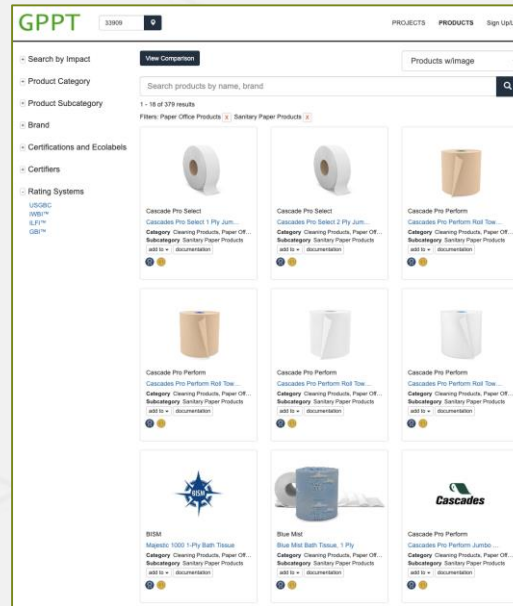 GPPT
33909
PROJECTS PRODUCTS Sign Up/L
Search by Impact
Product Category
Product Subcategory
Brand
Certifications and Ecolabels
Certifiers
Rating Systems
USGBC
IWBI™
ILFI™
GBI™
View Comparison
Products w/image
Search products by name, brand
1 - 18 of 379 results
Filters: Paper Office Products x Sanitary Paper Products x
Cascade Pro Select
Cascades Pro Select 1 Ply Jum...
Category Cleaning Products, Paper Off...
Subcategory Sanitary Paper Products
add to documentation
Cascade Pro Select
Cascades Pro Select 2 Ply Jum...
Category Cleaning Products, Paper Off...
Subcategory Sanitary Paper Products
add to documentation
Cascade Pro Perform
Cascades Pro Perform Roll Tow...
Category Cleaning Products, Paper Off...
Subcategory Sanitary Paper Products
add to documentation
Cascade Pro Perform
Cascades Pro Perform Roll Tow...
Category Cleaning Products, Paper Off...
Subcategory Sanitary Paper Products
add to documentation
Cascade Pro Perform
Cascades Pro Perform Roll Tow...
Category Cleaning Products, Paper Off...
Subcategory Sanitary Paper Products
add to documentation
Cascade Pro Perform
Cascades Pro Perform Roll Tow...
Category Cleaning Products, Paper Off...
Subcategory Sanitary Paper Products
add to documentation
BISM
BISM
Majestic 1000 1-Ply Bath Tissue
Category Cleaning Products, Paper Off...
Subcategory Sanitary Paper Products
add to documentation
Blue Mist
Blue Mist Bath Tissue, 1 Ply
Category Cleaning Products, Paper Off...
Subcategory Sanitary Paper Products
add to documentation
Cascades
Cascade Pro Perform
Cascades Pro Perform Jumbo ...
Category Cleaning Products, Paper Off...
Subcategory Sanitary Paper Products
add to documentation